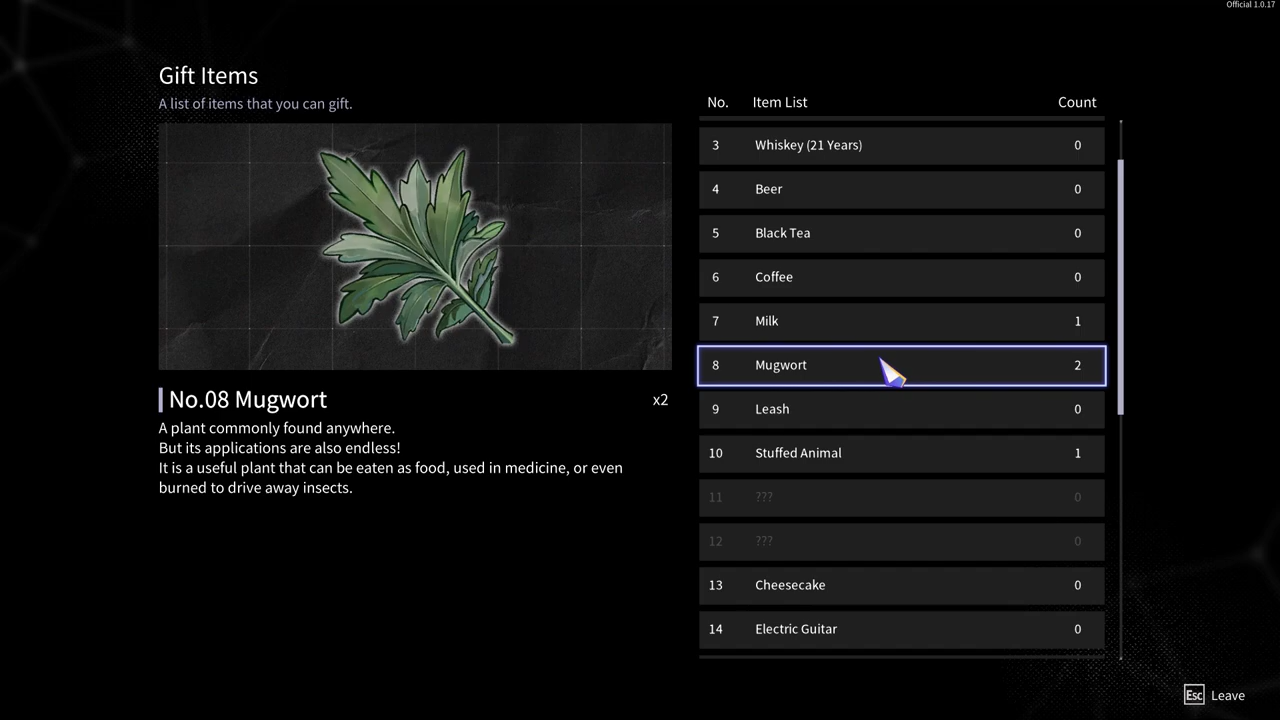 Official 1.0.17
Gift Items
A list of items that you can gift.
No. Item List Count
3 Whiskey (21 Years) 0
4 Beer 0
5 Black Tea 0
6 Coffee 0
7 Milk 1
8 Mugwort 2
9 Leash 0
10 Stuffed Animal 1
11 ??? 0
12 ??? 0
13 Cheesecake 0
14 Electric Guitar 0
No.08 Mugwort x2
A plant commonly found anywhere.
But its applications are also endless!
It is a useful plant that can be eaten as food, used in medicine, or even
burned to drive away insects.
Esc Leave